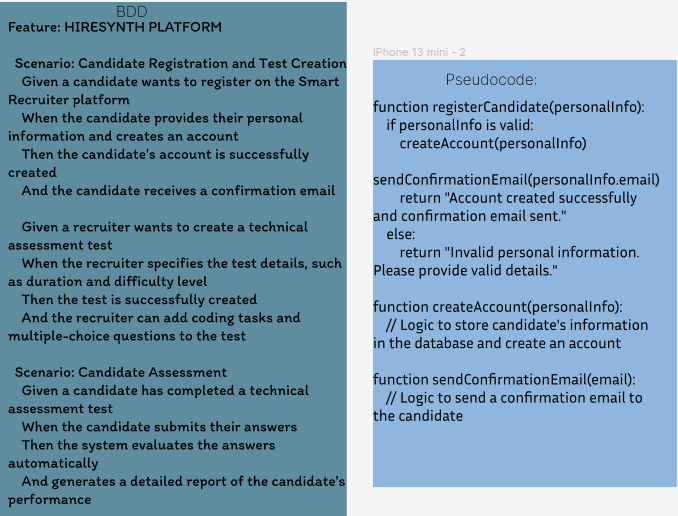 BDD
Feature: HIRESYNTH PLATFORM
Scenario: Candidate Registration and Test Creation
Given a candidate wants to register on the Smart
Recruiter platform
When the candidate provides their personal
information and creates an account
Then the candidate's account is successfully
created
And the candidate receives a confirmation email
Given a recruiter wants to create a technical
assessment test
When the recruiter specifies the test details, such
as duration and difficulty level
Then the test is successfully created
And the recruiter can add coding tasks and
multiple-choice questions to the test
Scenario: Candidate Assessment
Given a candidate has completed a technical
assessment test
When the candidate submits their answers
Then the system evaluates the answers
automatically
And generates a detailed report of the candidate's
performance
iPhone 13 mini - 2
Pseudocode:
function registerCandidate(personalInfo):
if personalInfo is valid:
createAccount(personalInfo)
sendConfirmationEmail(personalInfo.email)
return "Account created successfully
and confirmation email sent."
else:
return "Invalid personal information.
Please provide valid details."
function createAccount(personalInfo):
// Logic to store candidate's information
in the database and create an account
function sendConfirmationEmail(email):
// Logic to send a confirmation email to
the candidate